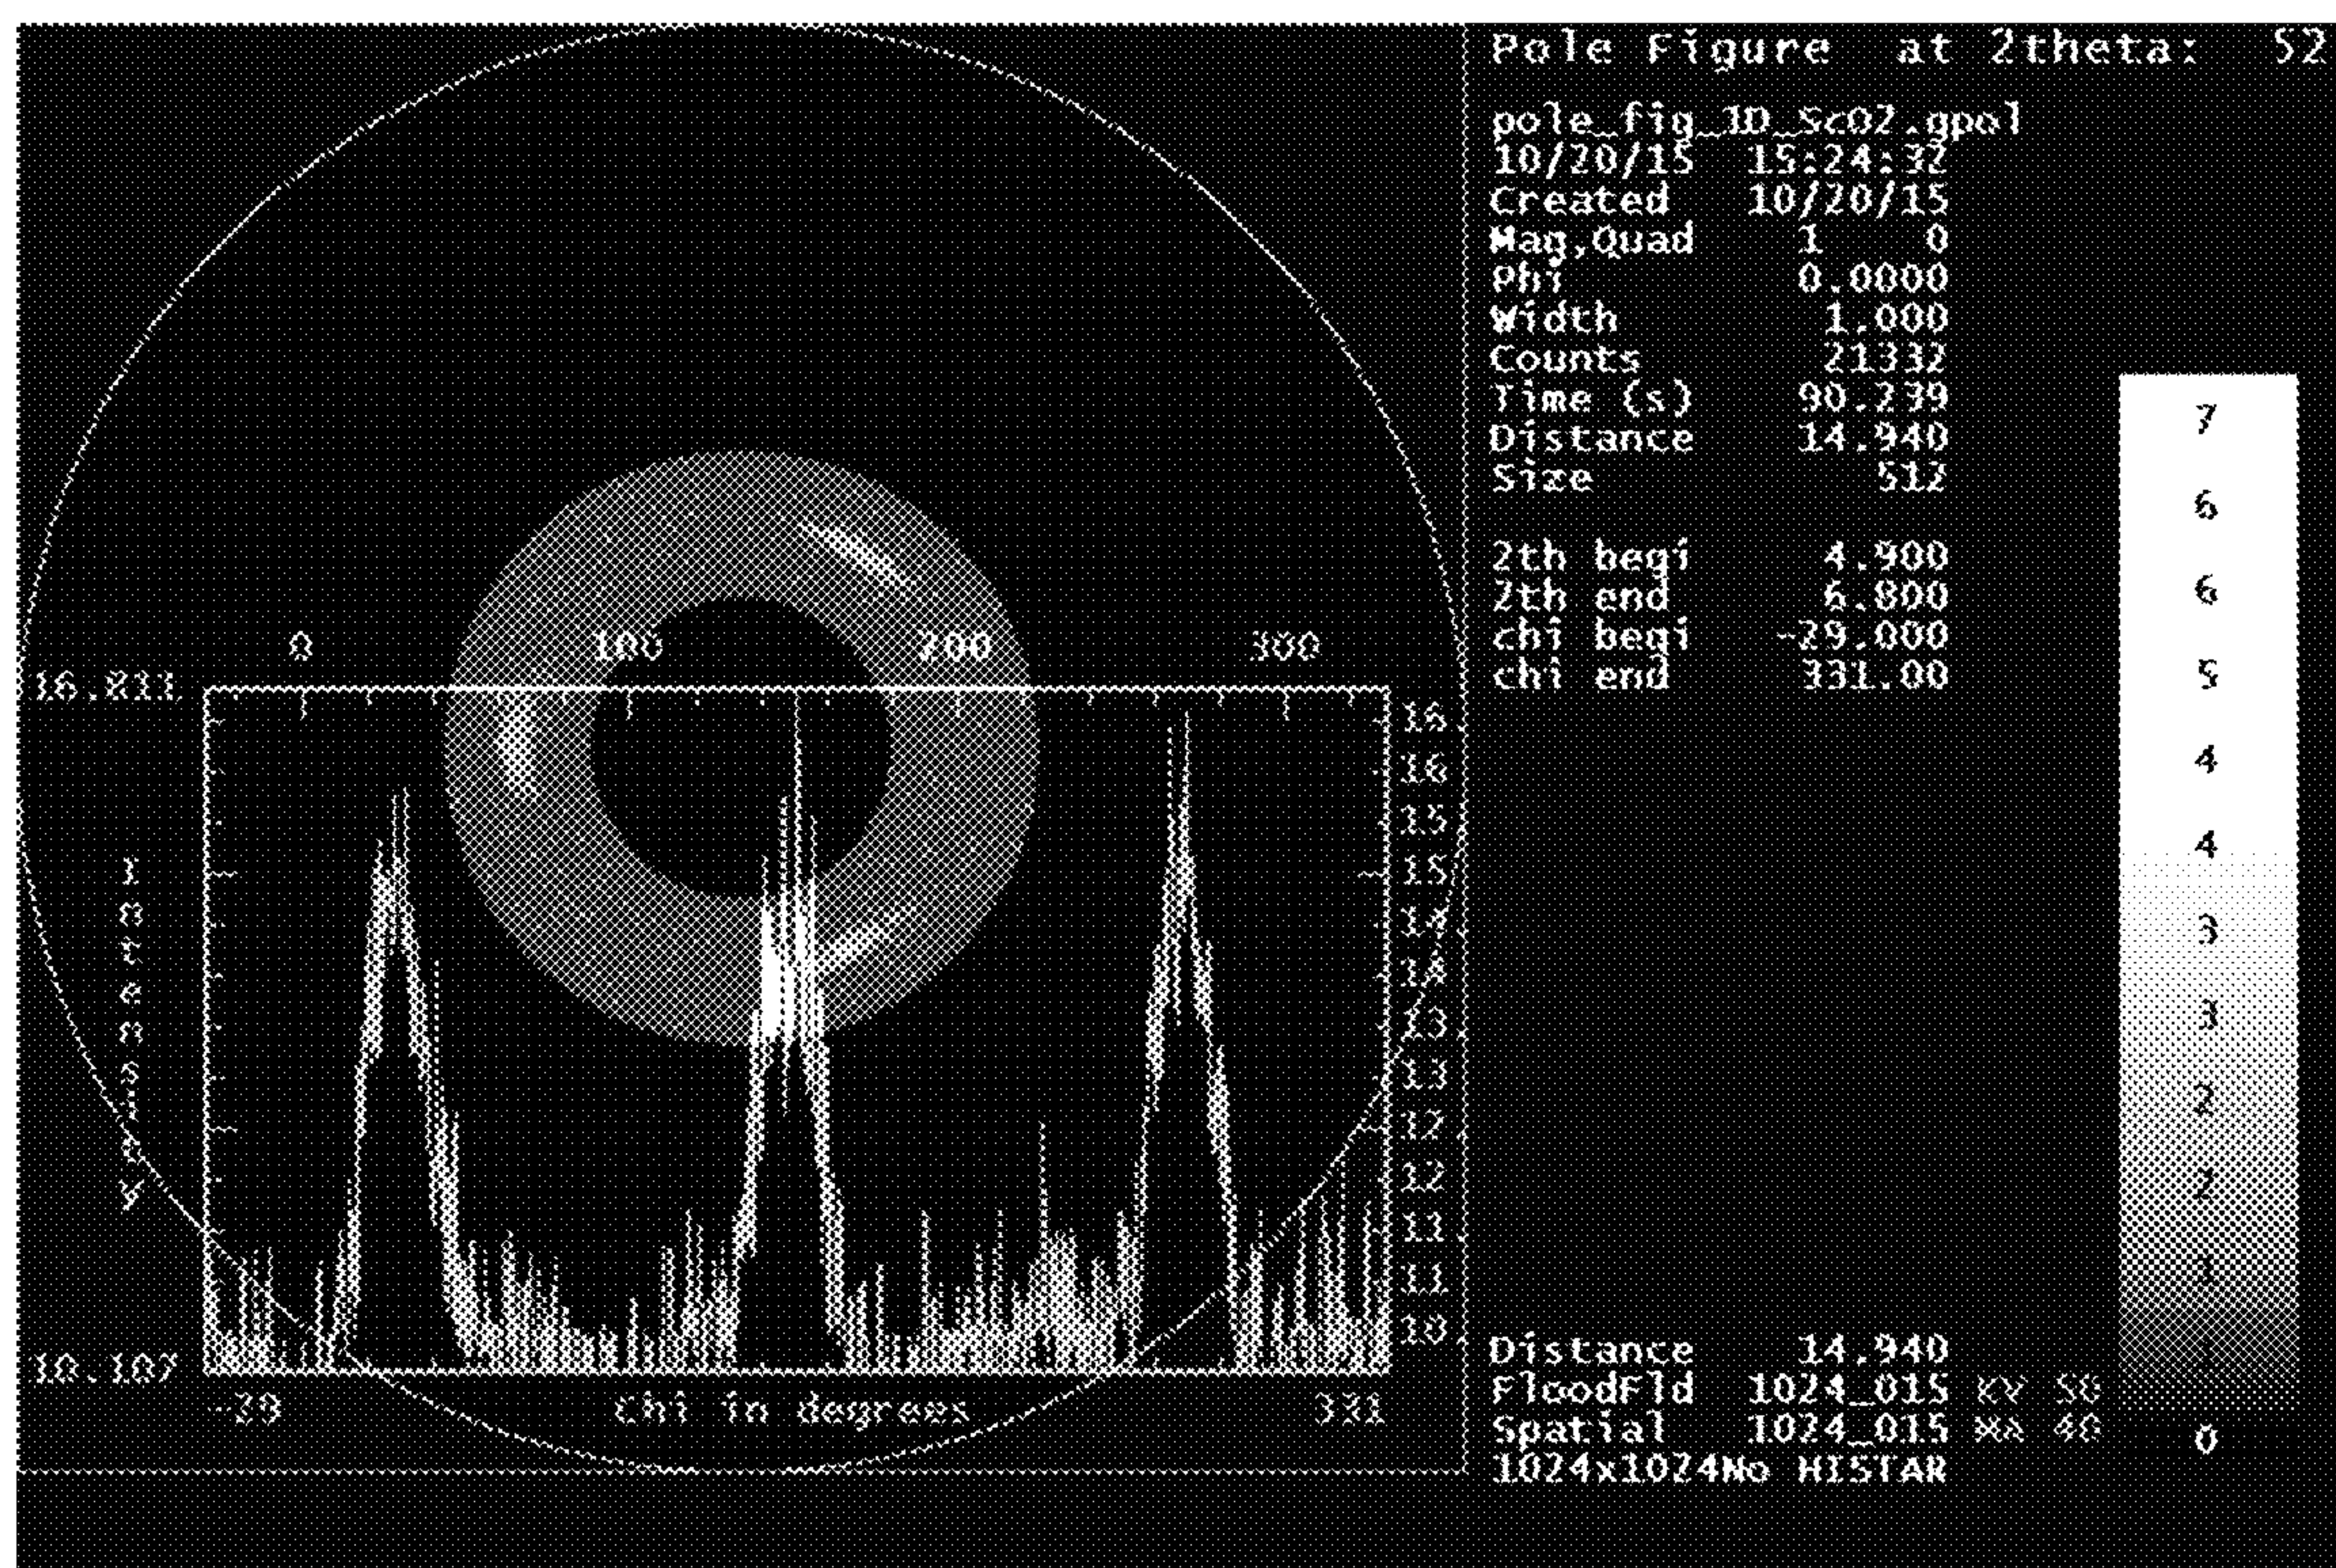 Pole Figure at 2theta: 52
pole_fig_1D_ScO2.gpol
10/20/15 15:24:32
Created 10/20/15
Mag,Quad 1 0
Phi 0.0000
Width 1.000
Counts 21332
Time (s) 90.239
Distance 14.940
Size 512
2th begi 4.900
2th end 6.800
chi begi -29.000
chi end 331.00
0 100 200 300
16.811
16
16
15
15
14
14
13
13
12
12
11
11
10
Intensity
10.107
-29 Chi in degrees 331
7
6
6
5
4
4
3
3
2
2
1
0
Distance 14.940
FloodFld 1024_015 KV 50
Spatial 1024_015 MA 40
1024x1024No HISTAR